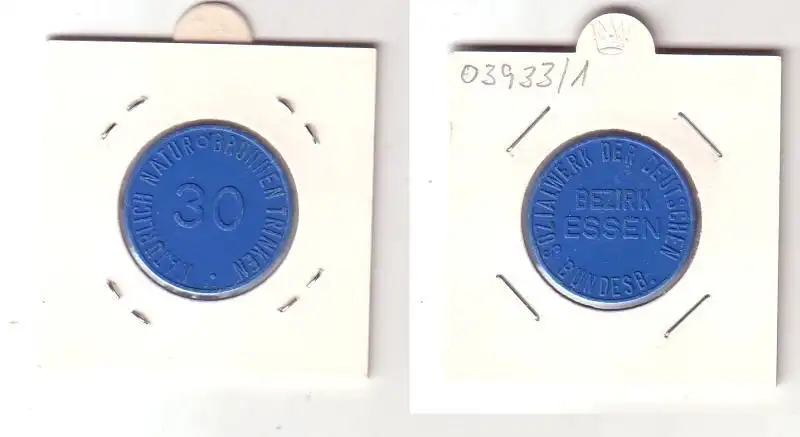 NATÜRLICH NATUR-BRUNNEN TRINKEN
30
03933/1
SOZIALWERK DER DEUTSCHEN BUNDESB.
BEZIRK
ESSEN